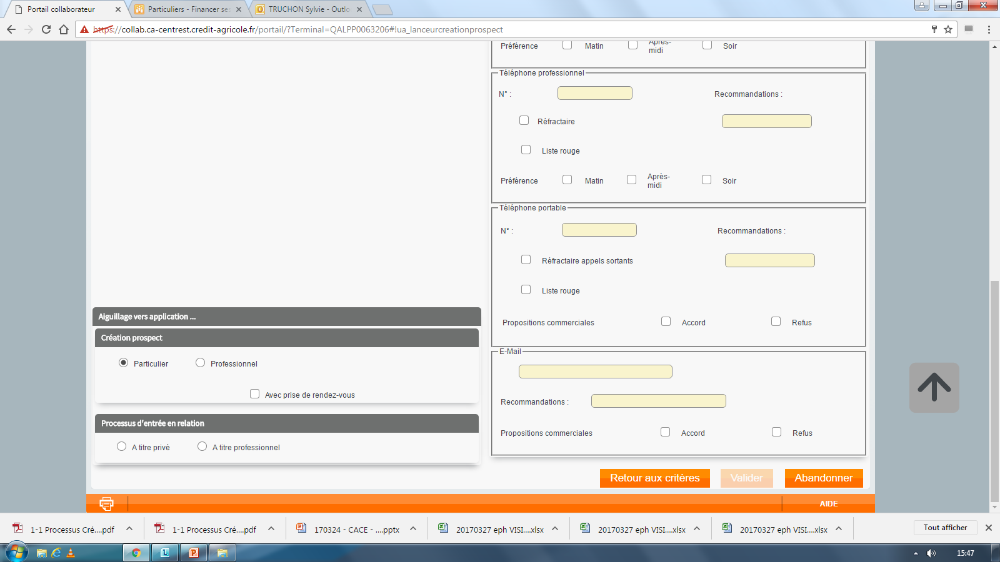 Portail collaborateur
Particuliers - Financer se
TRUCHON Sylvie - Outlo
https://collab.ca-centrest.credit-agricole.fr/portail/?Terminal=QALPP0063206#!ua_lanceurcreationprospect
Préférence Matin Après-
midi Soir
Téléphone professionnel
N° : Recommandations :
Réfractaire
Liste rouge
Préférence Matin Après-
midi Soir
Téléphone portable
N° : Recommandations :
Réfractaire appels sortants
Liste rouge
Propositions commerciales Accord Refus
E-Mail
Recommandations :
Propositions commerciales Accord Refus
Aiguillage vers application ...
Création prospect
Particulier Professionnel
Avec prise de rendez-vous
Processus d'entrée en relation
A titre privé A titre professionnel
Retour aux critères Valider Abandonner
AIDE
1-1 Processus Cré....pdf 1-1 Processus Cré....pdf 170324 - CACE - ....pptx 20170327 eph VISI....xlsx 20170327 eph VISI....xlsx 20170327 eph VISI....xlsx Tout afficher
15:47